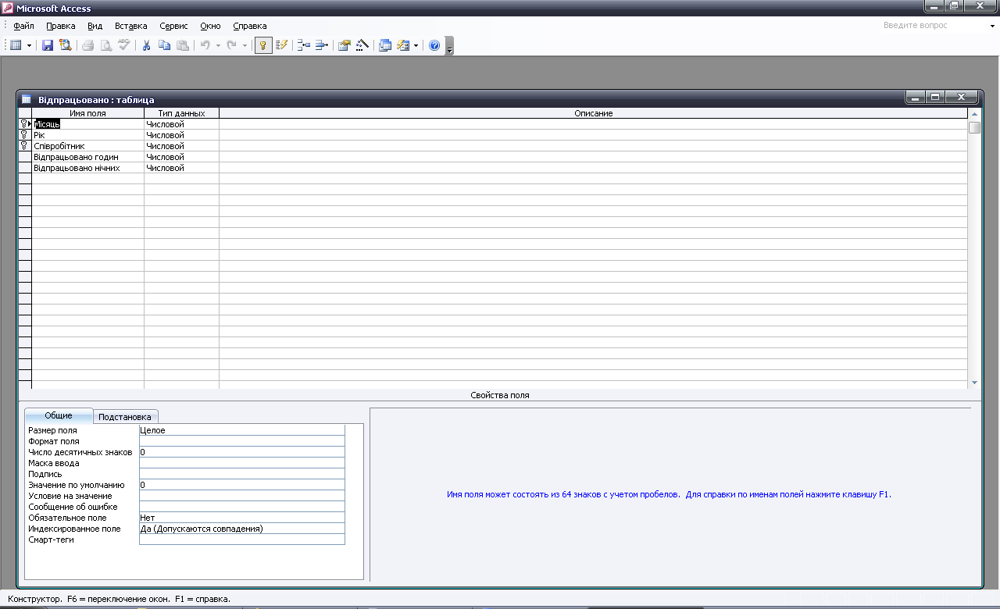 Microsoft Access
Файл Правка Вид Вставка Сервис Окно Справка Введите вопрос
Відпрацьовано : таблица
Имя поля Тип данных Описание
Місяць Числовой
Рік Числовой
Співробітник Числовой
Відпрацьовано годин Числовой
Відпрацьовано нічних Числовой
Свойства поля
Общие Подстановка
Размер поля Целое
Формат поля
Число десятичных знаков 0
Маска ввода
Подпись
Значение по умолчанию 0
Условие на значение
Сообщение об ошибке
Обязательное поле Нет
Индексированное поле Да (Допускаются совпадения)
Смарт-теги
Имя поля может состоять из 64 знаков с учетом пробелов. Для справки по именам полей нажмите клавишу F1.
Конструктор. F6 = переключение окон. F1 = справка.